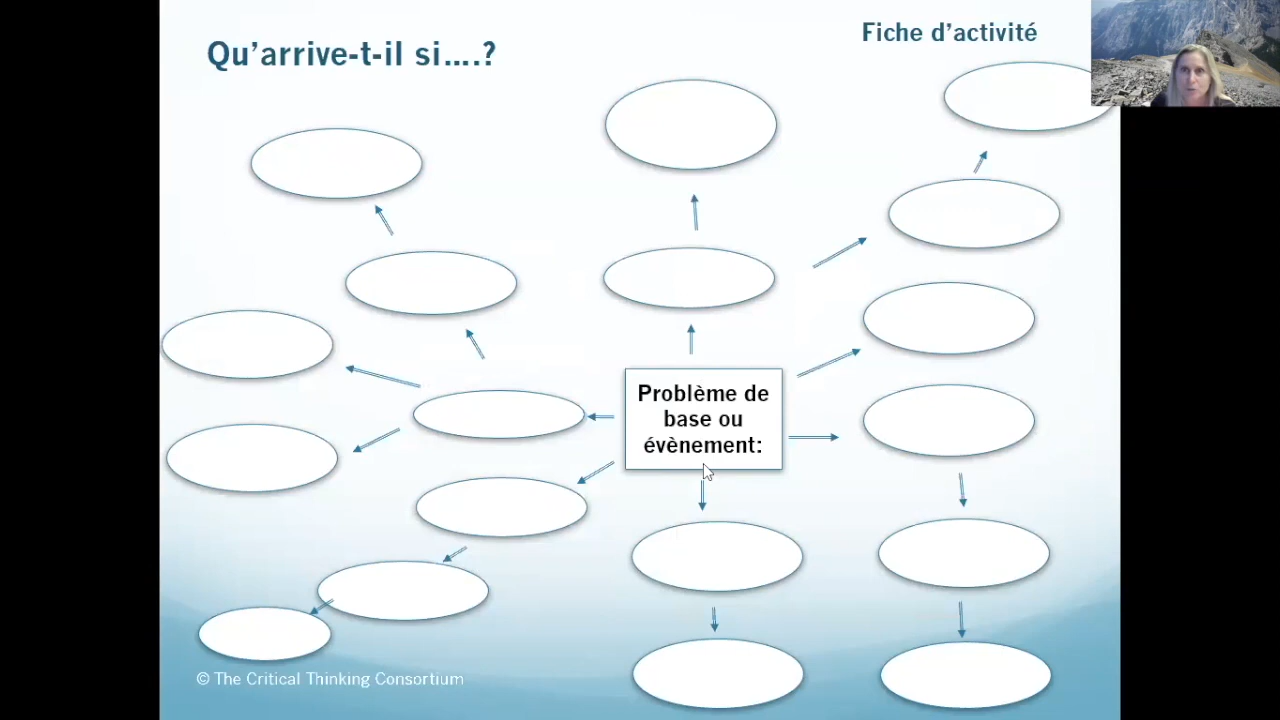 Qu’arrive-t-il si....?
Fiche d’activité
Problème de
base ou
évènement:
© The Critical Thinking Consortium